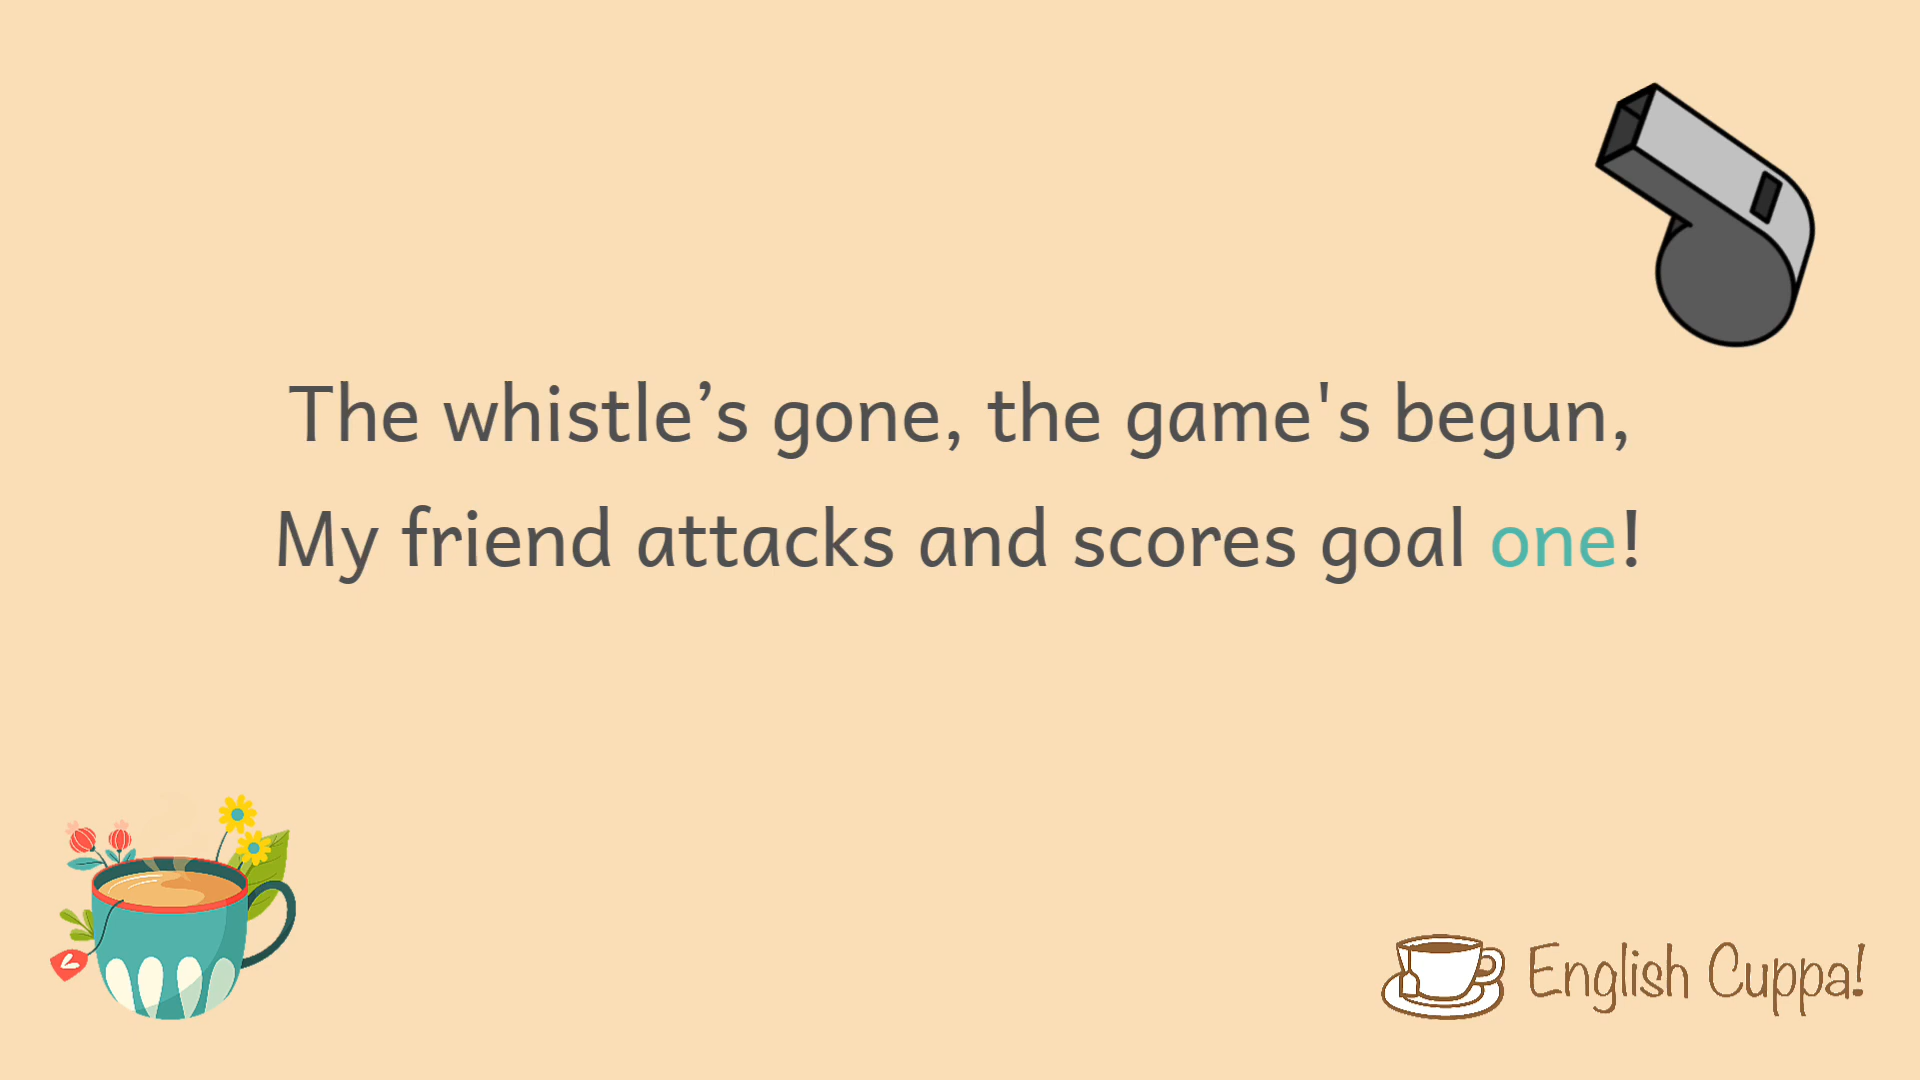 The whistle’s gone, the game's begun,
My friend attacks and scores goal one!
English Cuppa!